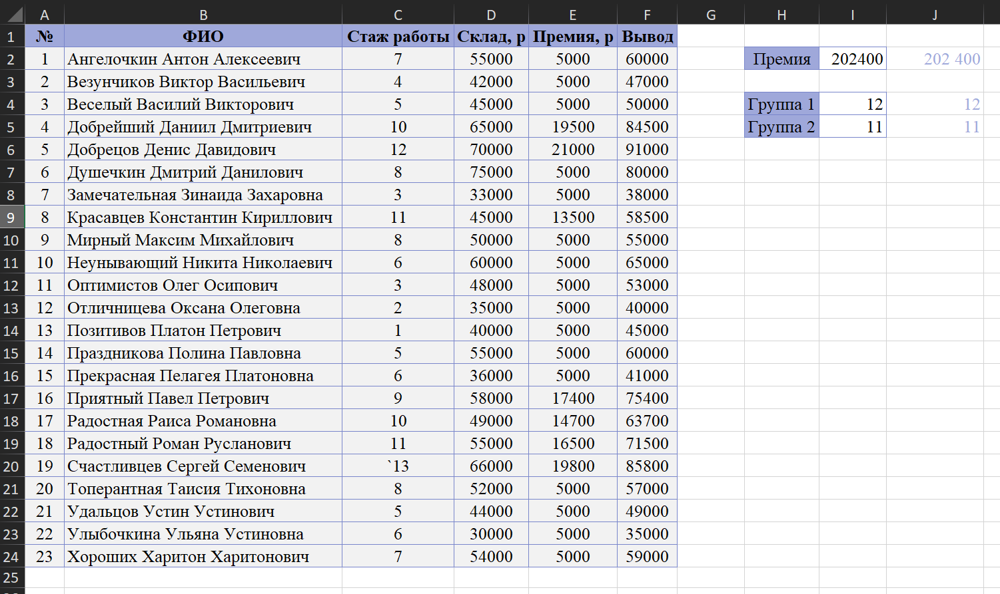 A B C D E F G H I J
1 № ФИО Стаж работы Склад, р Премия, р Вывод
2 1 Ангелочкин Антон Алексеевич 7 55000 5000 60000 Премия 202400 202 400
3 2 Везунчиков Виктор Васильевич 4 42000 5000 47000
4 3 Веселый Василий Викторович 5 45000 5000 50000 Группа 1 12 12
5 4 Добрейший Даниил Дмитриевич 10 65000 19500 84500 Группа 2 11 11
6 5 Добрецов Денис Давидович 12 70000 21000 91000
7 6 Душечкин Дмитрий Данилович 8 75000 5000 80000
8 7 Замечательная Зинаида Захаровна 3 33000 5000 38000
9 8 Красавцев Константин Кириллович 11 45000 13500 58500
10 9 Мирный Максим Михайлович 8 50000 5000 55000
11 10 Неунывающий Никита Николаевич 6 60000 5000 65000
12 11 Оптимистов Олег Осипович 3 48000 5000 53000
13 12 Отличницева Оксана Олеговна 2 35000 5000 40000
14 13 Позитивов Платон Петрович 1 40000 5000 45000
15 14 Праздникова Полина Павловна 5 55000 5000 60000
16 15 Прекрасная Пелагея Платоновна 6 36000 5000 41000
17 16 Приятный Павел Петрович 9 58000 17400 75400
18 17 Радостная Раиса Романовна 10 49000 14700 63700
19 18 Радостный Роман Русланович 11 55000 16500 71500
20 19 Счастливцев Сергей Семенович `13 66000 19800 85800
21 20 Топерантная Таисия Тихоновна 8 52000 5000 57000
22 21 Удальцов Устин Устинович 5 44000 5000 49000
23 22 Улыбочкина Ульяна Устиновна 6 30000 5000 35000
24 23 Хороших Харитон Харитонович 7 54000 5000 59000
25